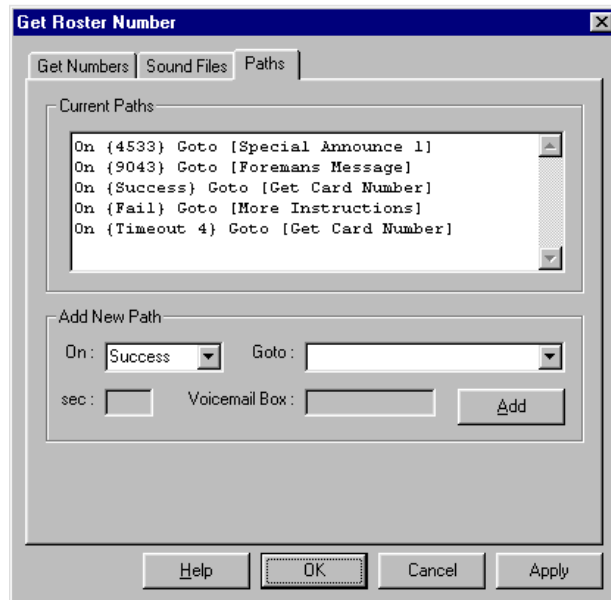 Get Roster Number
Get Numbers Sound Files Paths
Current Paths
On {4533} Goto [Special Announce 1]
On {9043} Goto [Foremans Message]
On {Success} Goto [Get Card Number]
On {Fail} Goto [More Instructions]
On {Timeout 4} Goto [Get Card Number]
Add New Path
On : Success Goto :
sec : Voicemail Box : Add
Help OK Cancel Apply